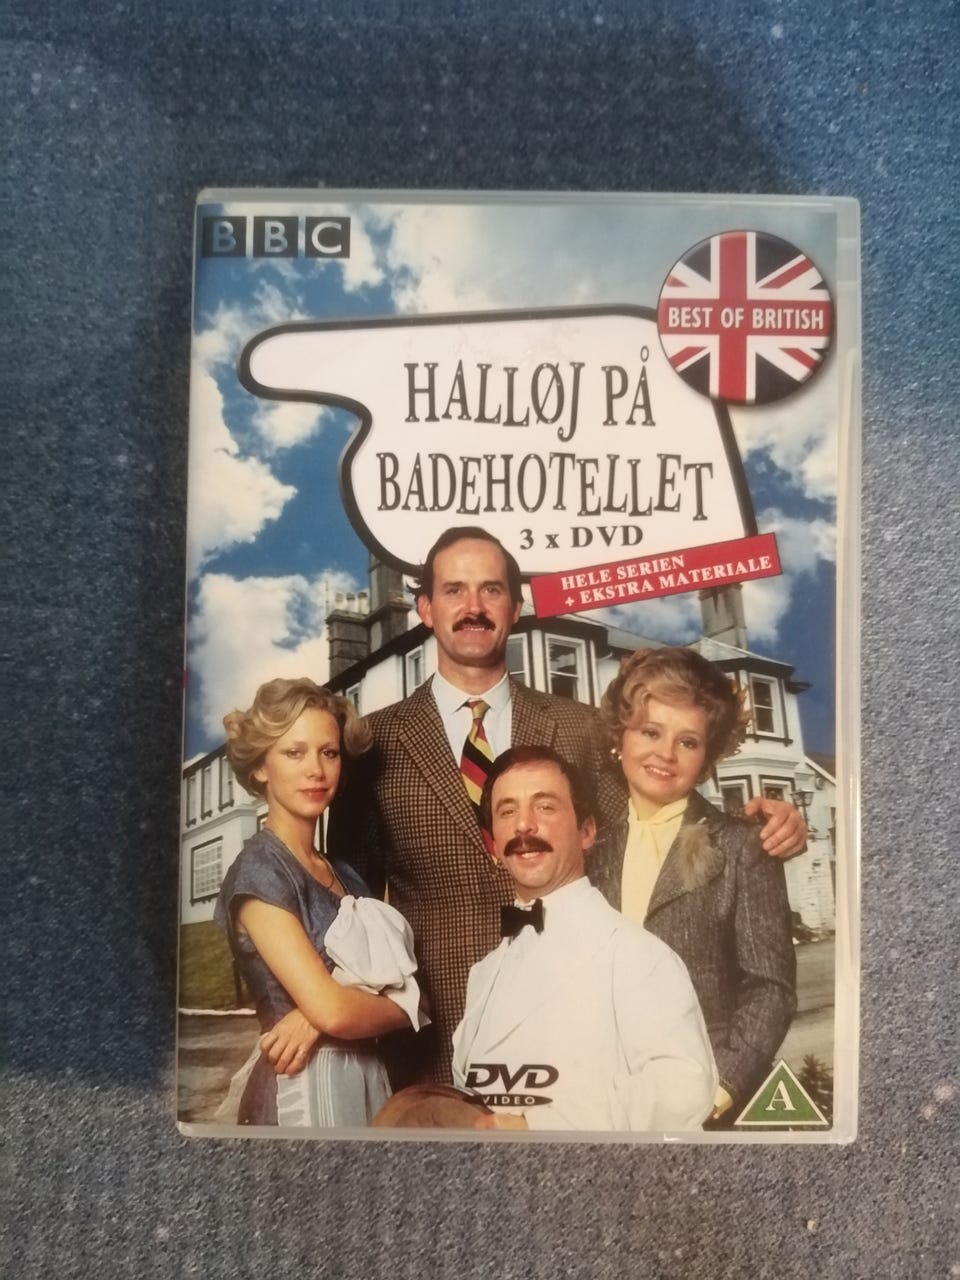 BBC
BEST OF BRITISH
HALLØJ PÅ
BADEHOTELLET
3 x DVD
HELE SERIEN
+ EKSTRA MATERIALE
DVD
VIDEO
A